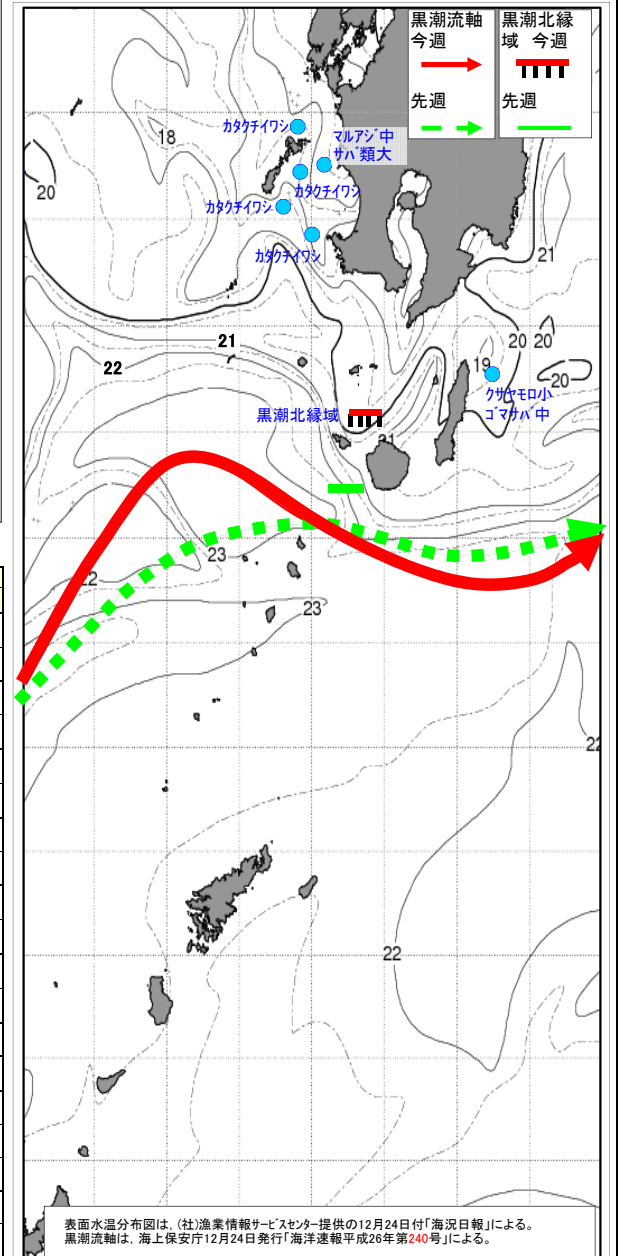 黒潮流軸
今週
先週
黒潮北縁
域 今週
先週
18
カタクチイワシ
マルアジ中
サバ類大
20
カタクチイワシ
カタクチイワシ
カタクチイワシ
21
21
20 20
19
22
20
クサヤモロ小
ゴマサバ中
黒潮北縁域
21
23
22
23
22
22
表面水温分布図は，(社)漁業情報サービスセンター提供の12月24日付「海況日報」による。
黒潮流軸は，海上保安庁12月24日発行「海洋速報平成26年第240号」による。